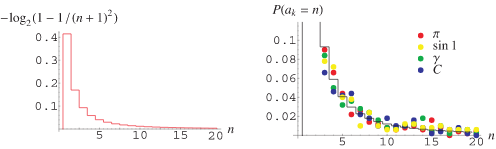 −log₂(1 − 1/(n + 1)²)
0.4
0.3
0.2
0.1
5
10
15
20
n
P(aₖ = n)
0.1
0.08
0.06
0.04
0.02
5
10
15
20
n
π
sin 1
γ
C